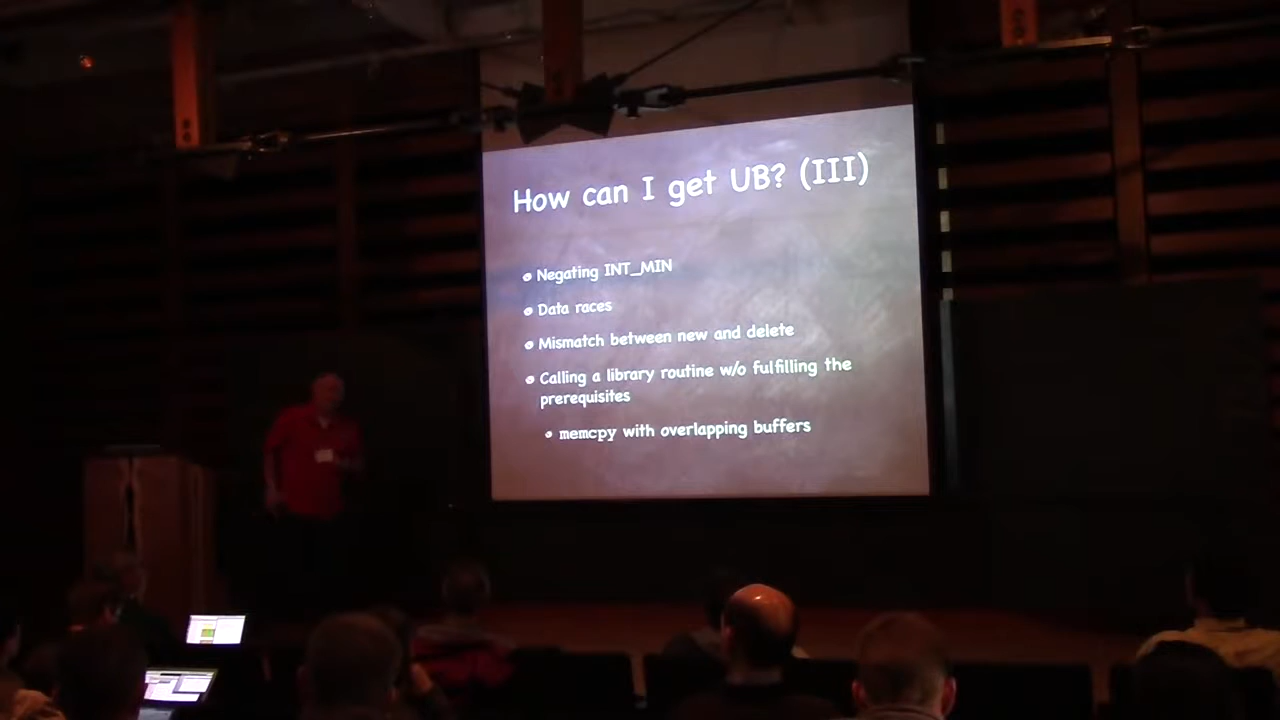 How can I get UB? (III)
Negating INT_MIN
Data races
Mismatch between new and delete
Calling a library routine w/o fulfilling the
prerequisites
memcpy with overlapping buffers